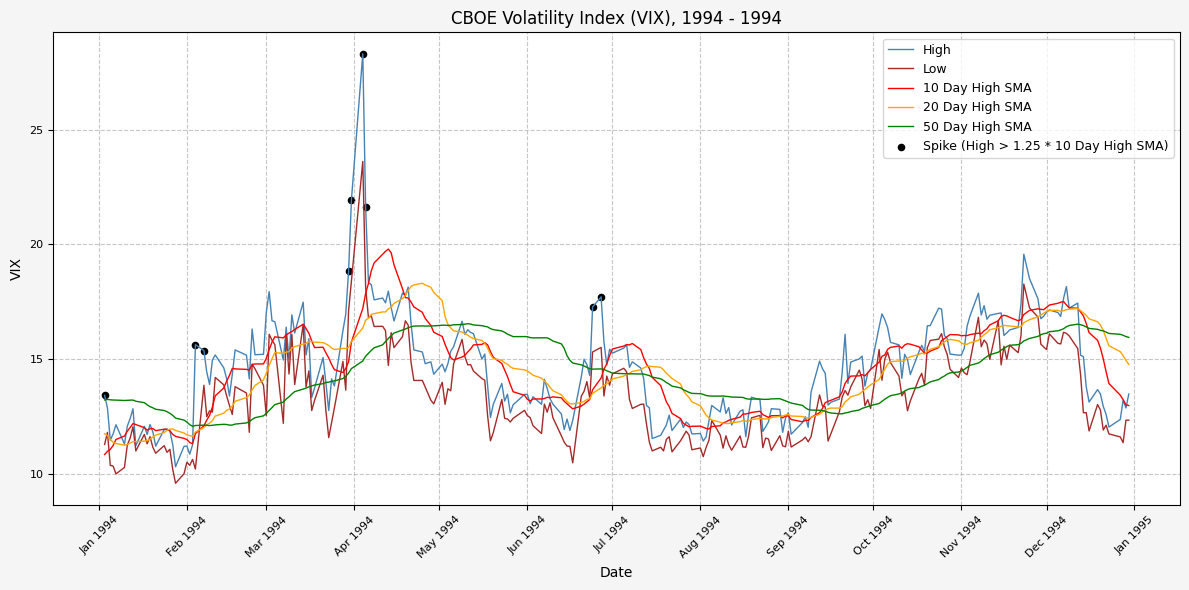 CBOE Volatility Index (VIX), 1994 - 1994
High
Low
10 Day High SMA
20 Day High SMA
50 Day High SMA
Spike (High > 1.25 * 10 Day High SMA)
VIX
25
20
15
10
Jan 1994
Feb 1994
Mar 1994
Apr 1994
May 1994
Jun 1994
Jul 1994
Aug 1994
Sep 1994
Oct 1994
Nov 1994
Dec 1994
Jan 1995
Date